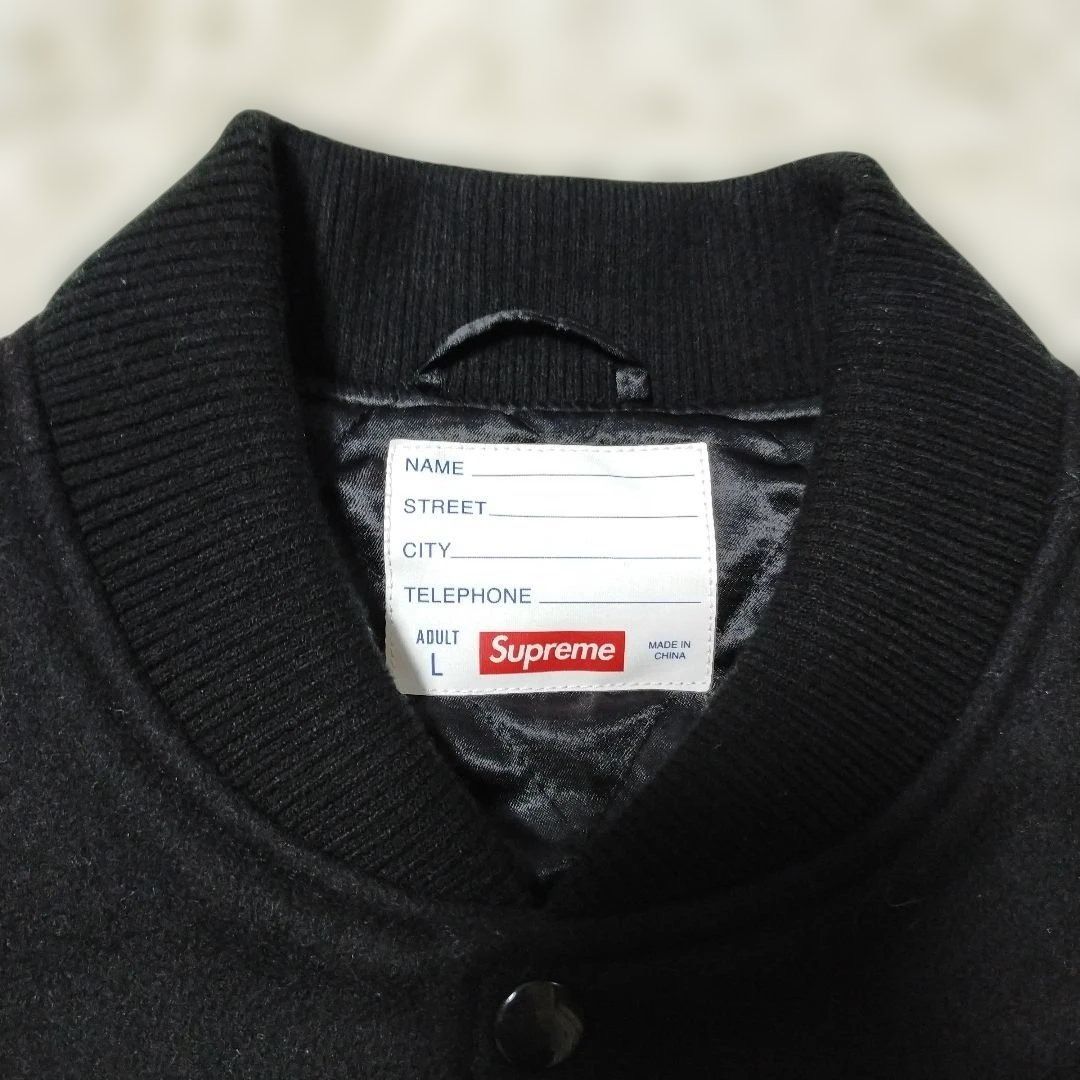 NAME
STREET
CITY
TELEPHONE
ADULT
L
Supreme
MADE IN
CHINA